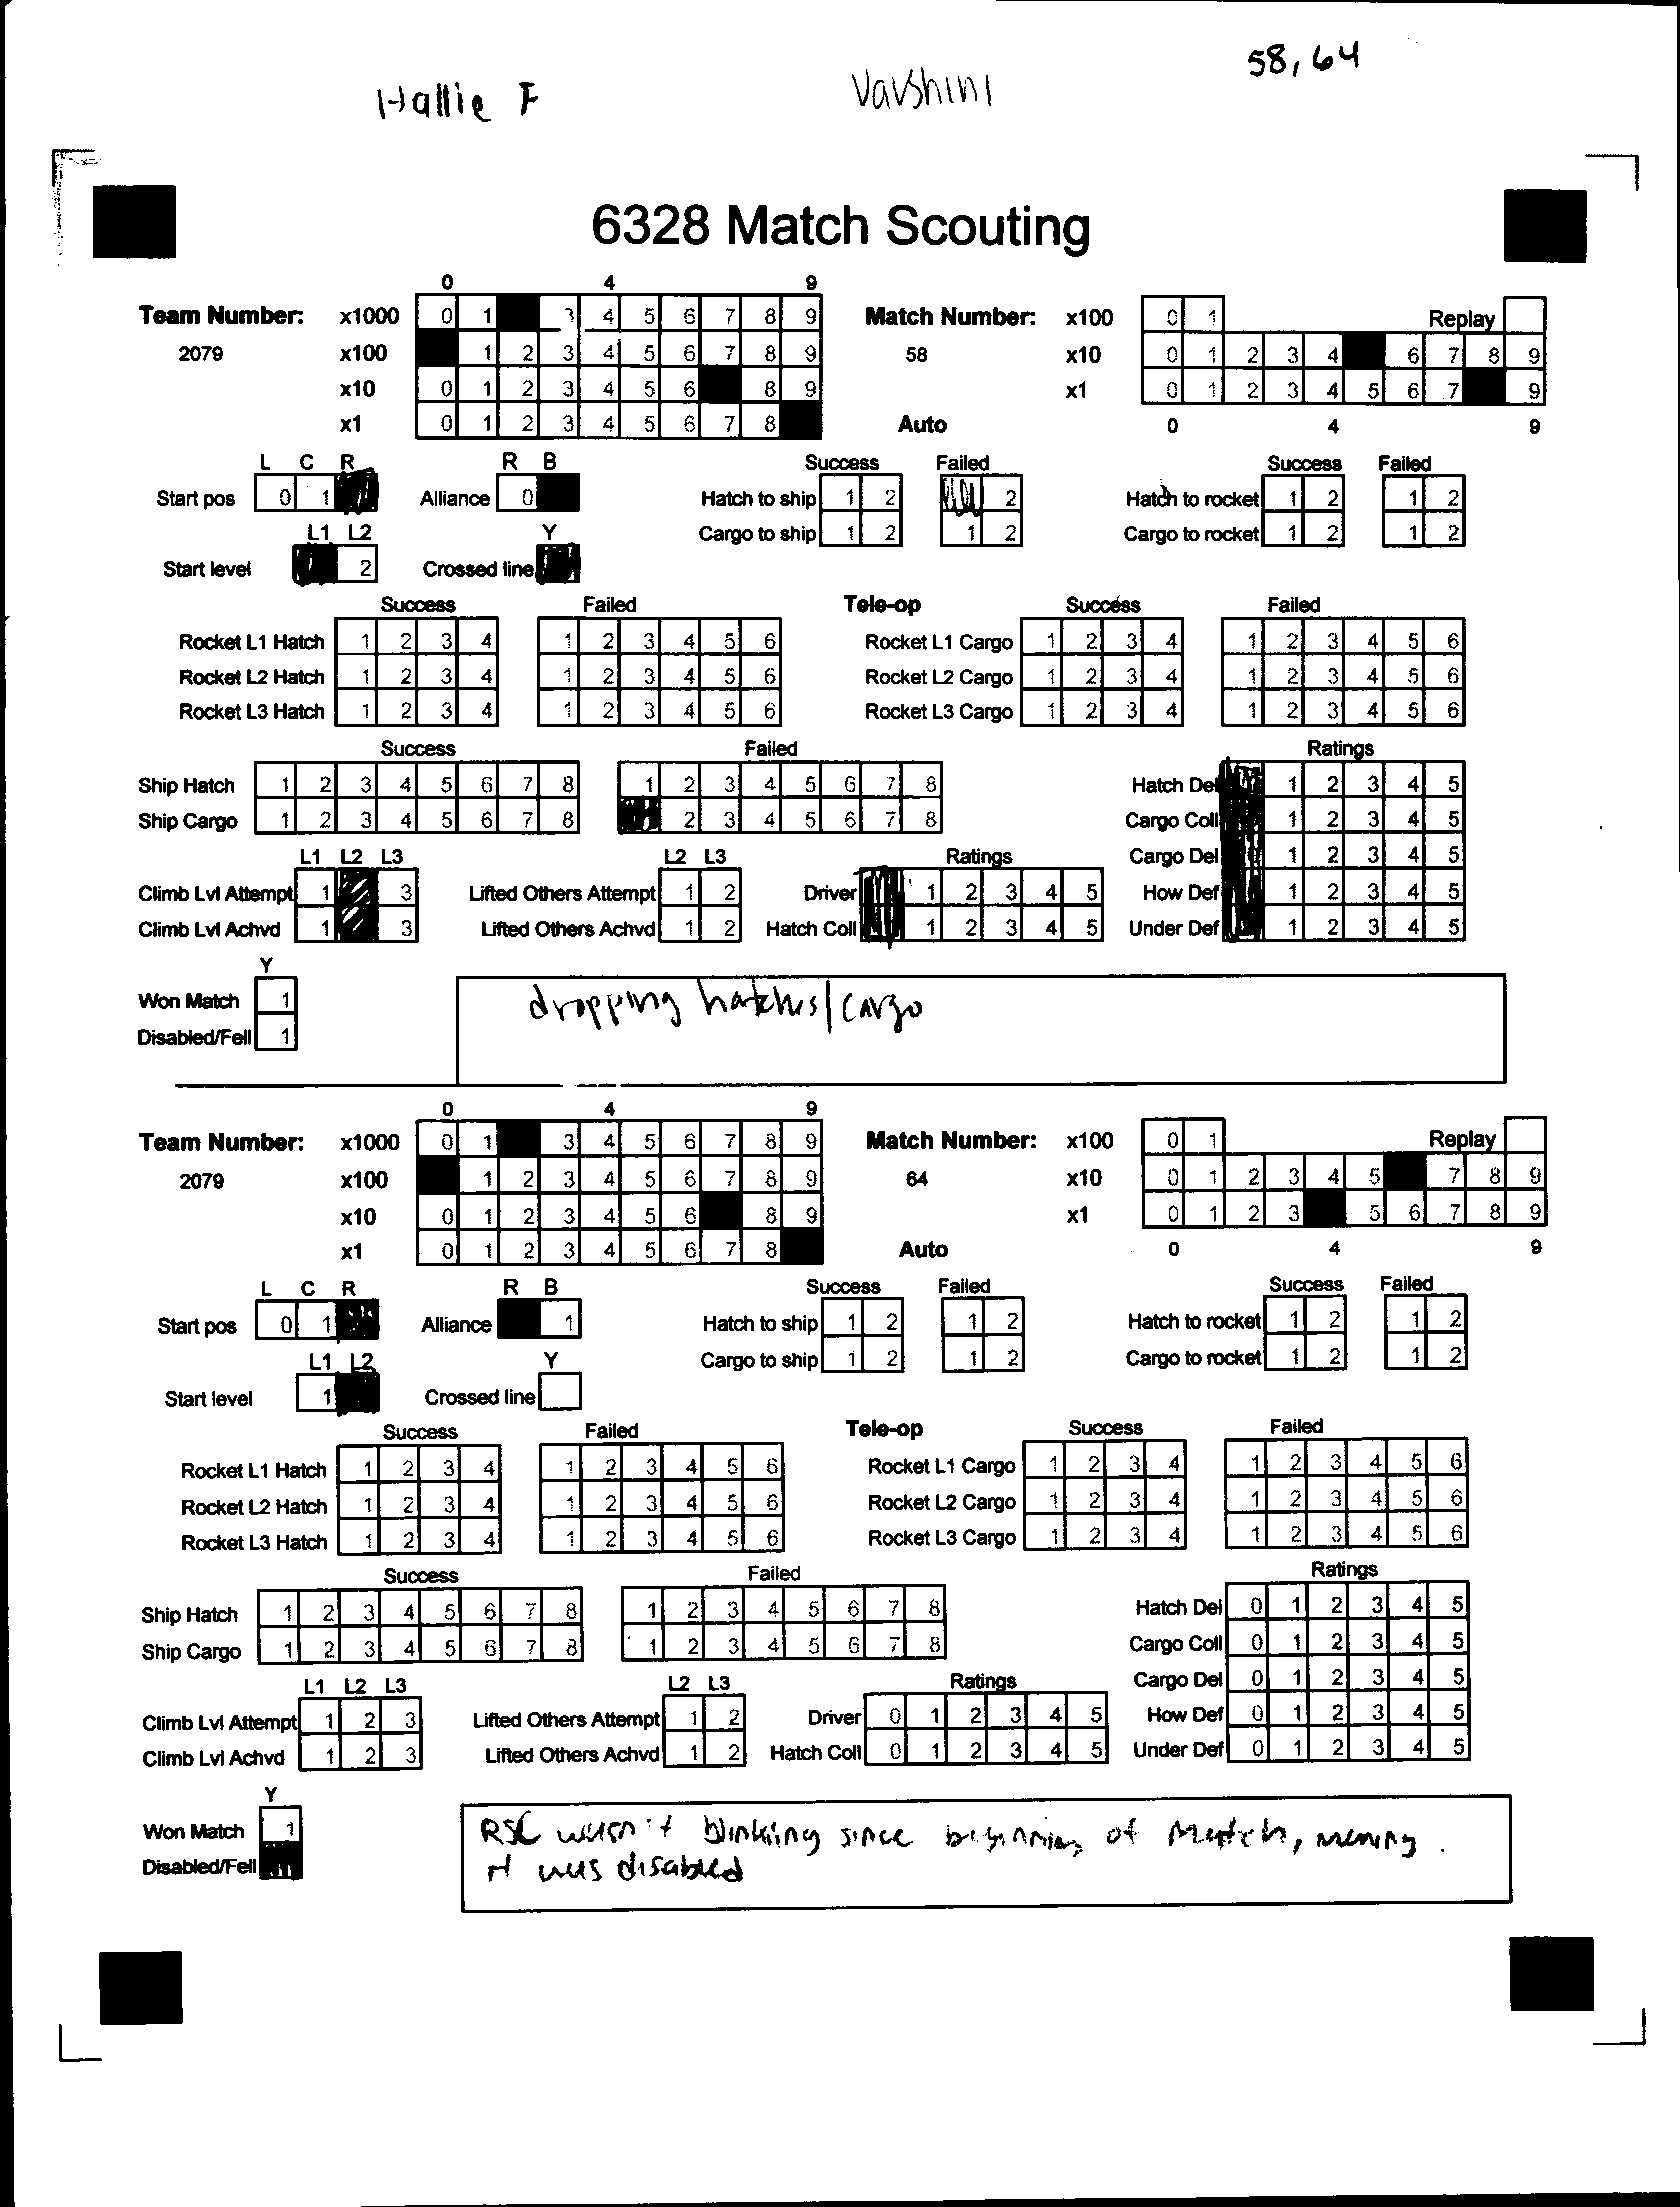 58, 64
Hallie F Varshini
6328 Match Scouting
0 4 9
Team Number: x1000 0 1 3 4 5 6 7 8 9 Match Number: x100 0 1 Replay
2079 x100 1 2 3 4 5 6 7 8 9 58 x10 0 1 2 3 4 6 7 8 9
x10 0 1 2 3 4 5 6 8 9 x1 0 1 2 3 4 5 6 7 9
x1 0 1 2 3 4 5 6 7 8 Auto 0 4 9
L C R R B Success Failed Success Failed
Start pos 0 1 Alliance 0 Hatch to ship 1 2 2 Hatch to rocket 1 2 1 2
L1 L2 Y Cargo to ship 1 2 1 2 Cargo to rocket 1 2 1 2
Start level 2 Crossed line
Success Failed Tele-op Success Failed
Rocket L1 Hatch 1 2 3 4 1 2 3 4 5 6 Rocket L1 Cargo 1 2 3 4 1 2 3 4 5 6
Rocket L2 Hatch 1 2 3 4 1 2 3 4 5 6 Rocket L2 Cargo 1 2 3 4 1 2 3 4 5 6
Rocket L3 Hatch 1 2 3 4 1 2 3 4 5 6 Rocket L3 Cargo 1 2 3 4 1 2 3 4 5 6
Success Failed Ratings
Ship Hatch 1 2 3 4 5 6 7 8 1 2 3 4 5 6 7 8 Hatch Del 1 2 3 4 5
Ship Cargo 1 2 3 4 5 6 7 8 2 3 4 5 6 7 8 Cargo Coll 1 2 3 4 5
L1 L2 L3 L2 L3 Ratings Cargo Del 1 2 3 4 5
Climb Lvl Attempt 1 3 Lifted Others Attempt 1 2 Driver 1 2 3 4 5 How Def 1 2 3 4 5
Climb Lvl Achvd 1 3 Lifted Others Achvd 1 2 Hatch Coll 1 2 3 4 5 Under Def 1 2 3 4 5
Y
Won Match 1 dropping hatches/cargo
Disabled/Fell 1
0 4 9
Team Number: x1000 0 1 3 4 5 6 7 8 9 Match Number: x100 0 1 Replay
2079 x100 1 2 3 4 5 6 7 8 9 64 x10 0 1 2 3 4 5 7 8 9
x10 0 1 2 3 4 5 6 8 9 x1 0 1 2 3 5 6 7 8 9
x1 0 1 2 3 4 5 6 7 8 Auto 0 4 9
L C R R B Success Failed Success Failed
Start pos 0 1 Alliance 1 Hatch to ship 1 2 1 2 Hatch to rocket 1 2 1 2
L1 L2 Y Cargo to ship 1 2 1 2 Cargo to rocket 1 2 1 2
Start level 1 Crossed line
Success Failed Tele-op Success Failed
Rocket L1 Hatch 1 2 3 4 1 2 3 4 5 6 Rocket L1 Cargo 1 2 3 4 1 2 3 4 5 6
Rocket L2 Hatch 1 2 3 4 1 2 3 4 5 6 Rocket L2 Cargo 1 2 3 4 1 2 3 4 5 6
Rocket L3 Hatch 1 2 3 4 1 2 3 4 5 6 Rocket L3 Cargo 1 2 3 4 1 2 3 4 5 6
Success Failed Ratings
Ship Hatch 1 2 3 4 5 6 7 8 1 2 3 4 5 6 7 8 Hatch Del 0 1 2 3 4 5
Ship Cargo 1 2 3 4 5 6 7 8 1 2 3 4 5 6 7 8 Cargo Coll 0 1 2 3 4 5
L1 L2 L3 L2 L3 Ratings Cargo Del 0 1 2 3 4 5
Climb Lvl Attempt 1 2 3 Lifted Others Attempt 1 2 Driver 0 1 2 3 4 5 How Def 0 1 2 3 4 5
Climb Lvl Achvd 1 2 3 Lifted Others Achvd 1 2 Hatch Coll 0 1 2 3 4 5 Under Def 0 1 2 3 4 5
Y
Won Match 1 RSL wasn't blinking since beginning of match, meaning
Disabled/Fell it was disabled